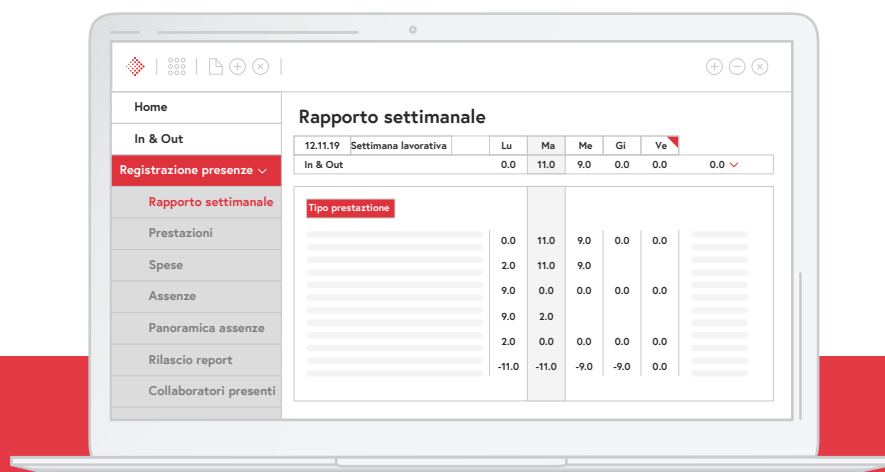 Home
In & Out
Registrazione presenze
Rapporto settimanale
Prestazioni
Spese
Assenze
Panoramica assenze
Rilascio report
Collaboratori presenti
Rapporto settimanale
12.11.19 Settimana lavorativa Lu Ma Me Gi Ve
In & Out 0.0 11.0 9.0 0.0 0.0 0.0
Tipo prestaztione
0.0 11.0 9.0 0.0 0.0
2.0 11.0 9.0
9.0 0.0 0.0 0.0 0.0
9.0 2.0
2.0 0.0 0.0 0.0 0.0
-11.0 -11.0 -9.0 -9.0 0.0